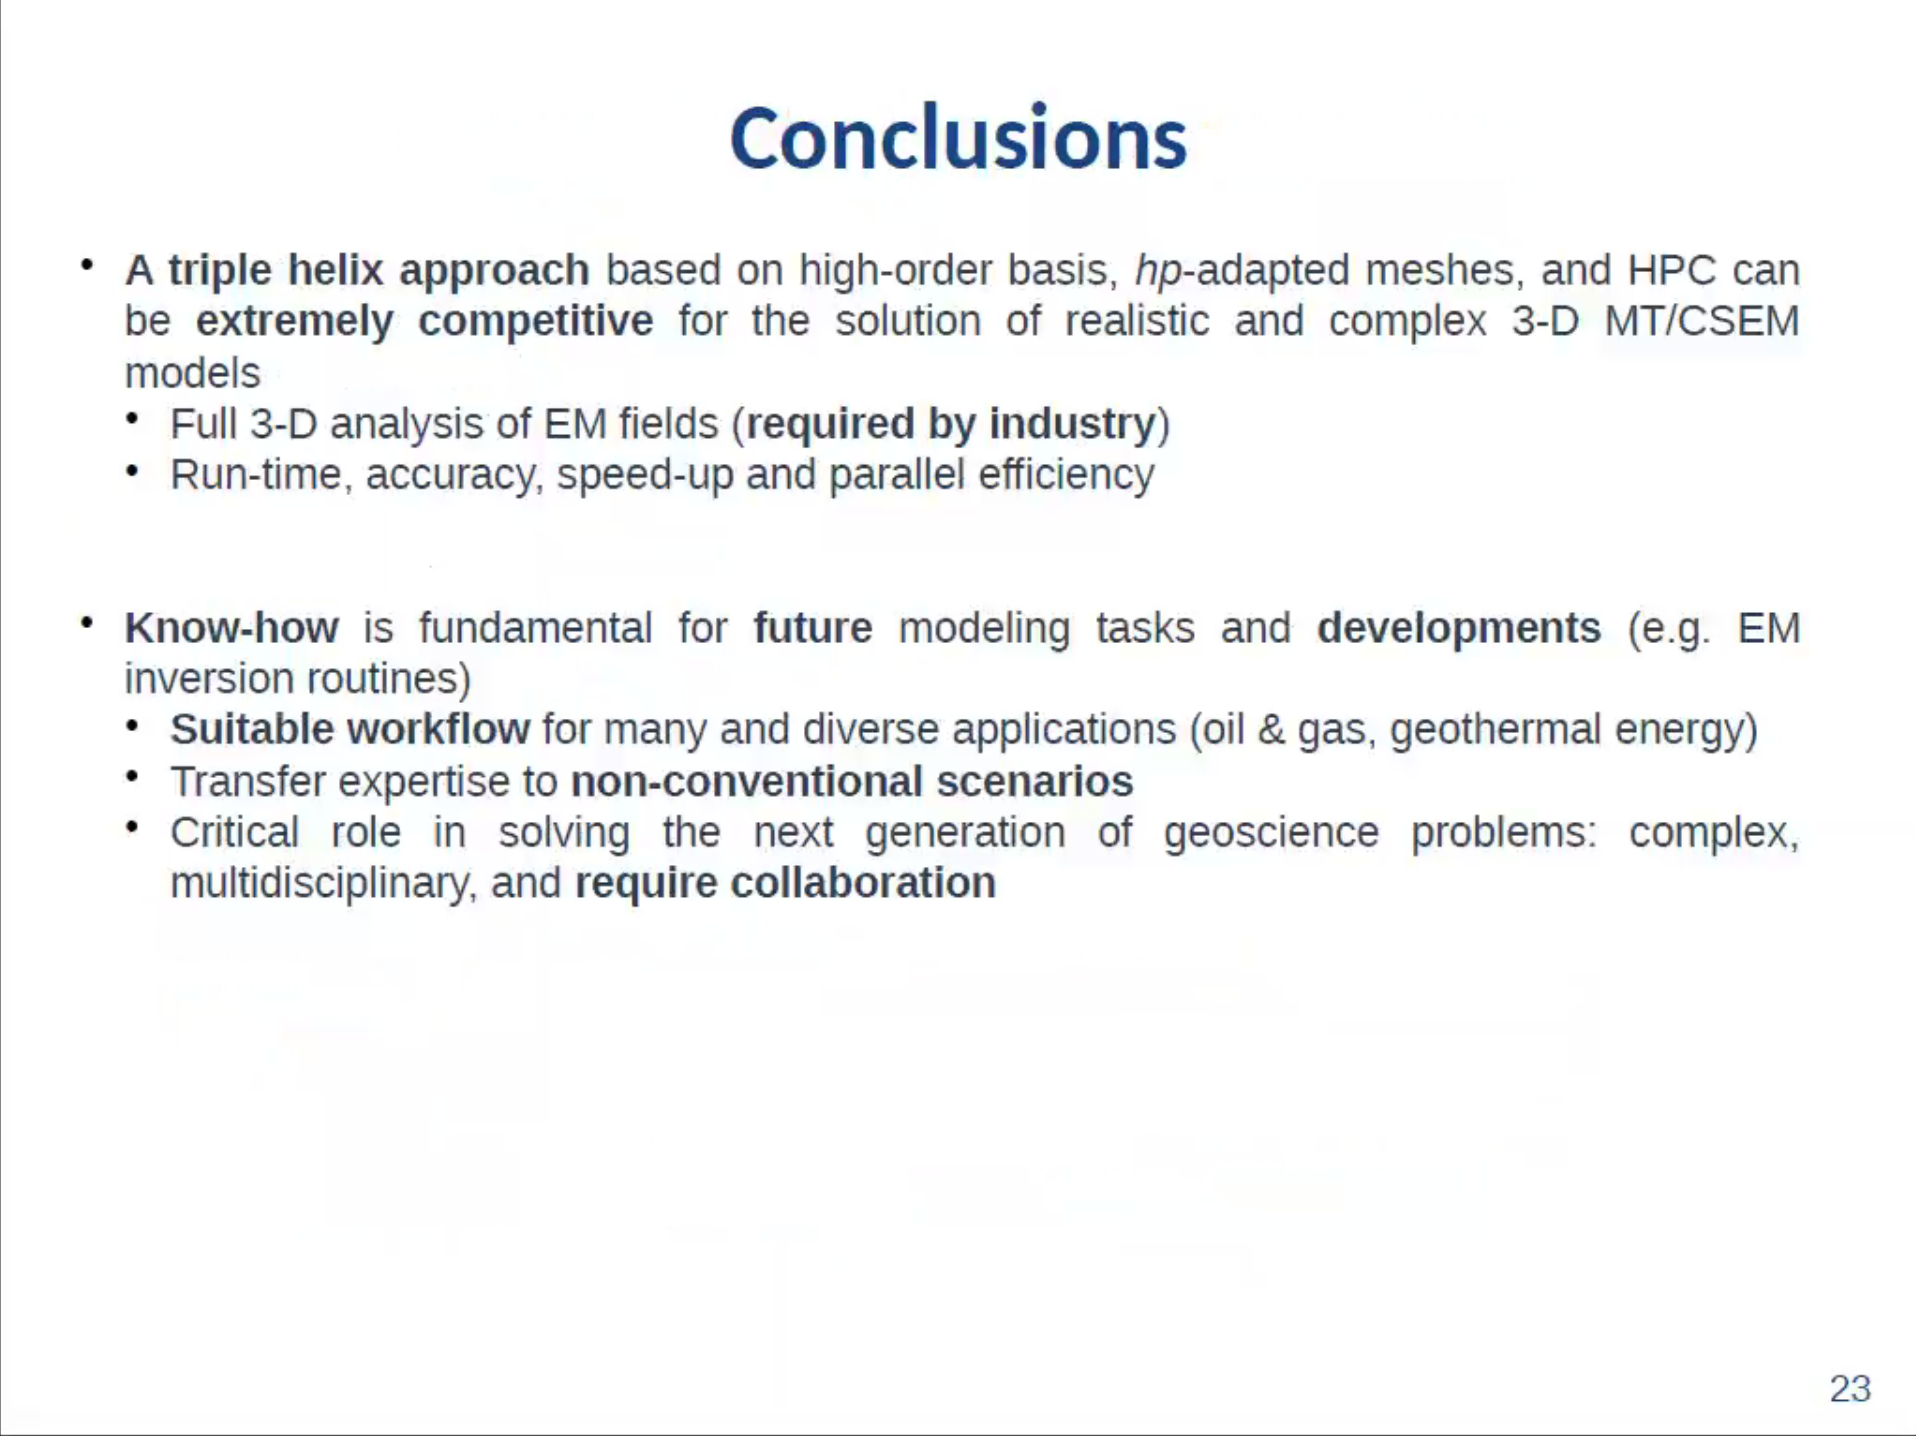 Conclusions
• A triple helix approach based on high-order basis, hp-adapted meshes, and HPC can
be extremely competitive for the solution of realistic and complex 3-D MT/CSEM
models
• Full 3-D analysis of EM fields (required by industry)
• Run-time, accuracy, speed-up and parallel efficiency
• Know-how is fundamental for future modeling tasks and developments (e.g. EM
inversion routines)
• Suitable workflow for many and diverse applications (oil & gas, geothermal energy)
• Transfer expertise to non-conventional scenarios
• Critical role in solving the next generation of geoscience problems: complex,
multidisciplinary, and require collaboration
23